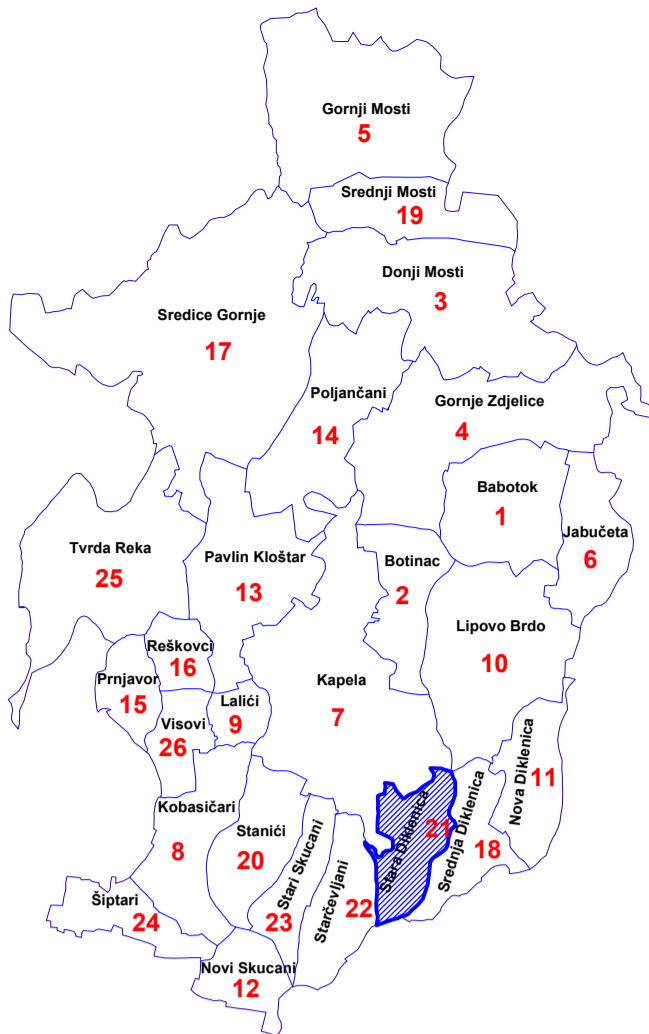 Gornji Mosti
5
Srednji Mosti
19
Donji Mosti
3
Sredice Gornje
17
Poljančani
14
Gornje Zdjelice
4
Babotok
1
Jabučeta
6
Tvrda Reka
25
Pavlin Kloštar
13
Botinac
2
Lipovo Brdo
10
Reškovci
16
Prnjavor
15
Kapela
7
Lalići
9
Visovi
26
Nova Diklenica
11
Kobasičari
8
Stanići
20
Stari Skucani
23
Starčevljani
22
Stara Diklenica
21
Srednja Diklenica
18
Šiptari
24
Novi Skucani
12